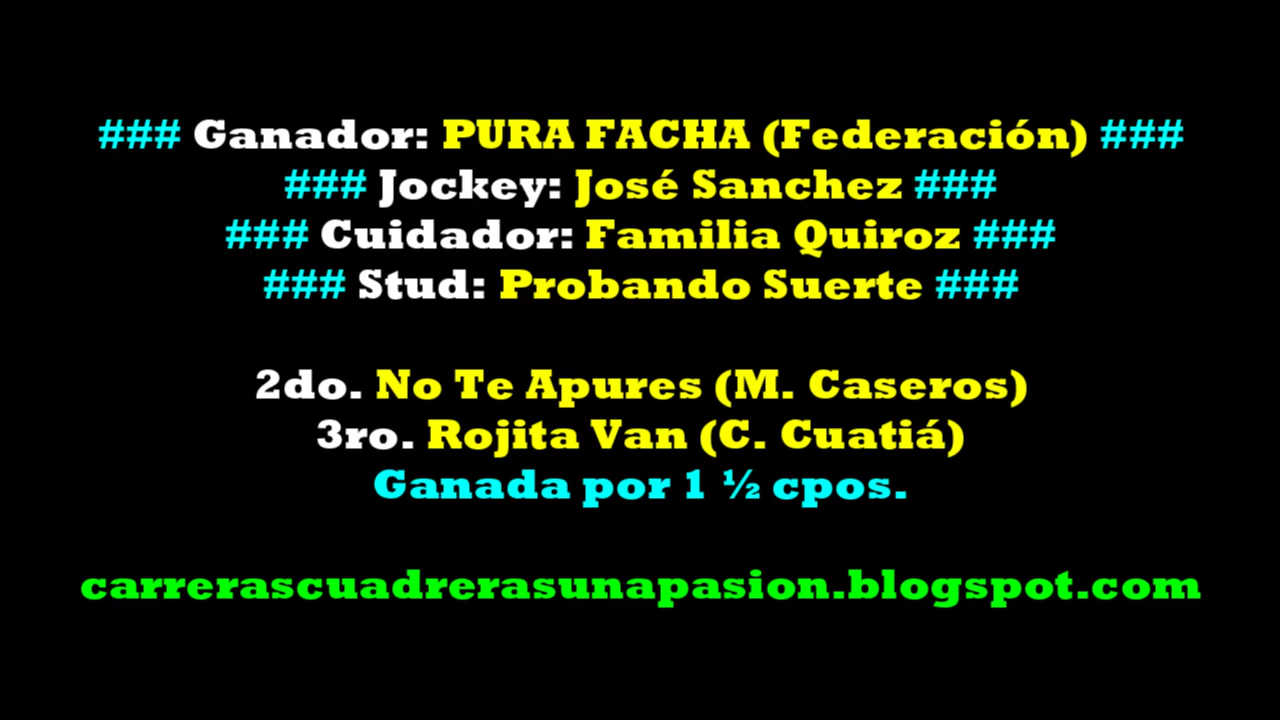 ### Ganador: PURA FACHA (Federación) ###
### Jockey: José Sanchez ###
### Cuidador: Familia Quiroz ###
### Stud: Probando Suerte ###
2do. No Te Apures (M. Caseros)
3ro. Rojita Van (C. Cuatiá)
Ganada por 1 ½ cpos.
carrerascuadrerasunapasion.blogspot.com